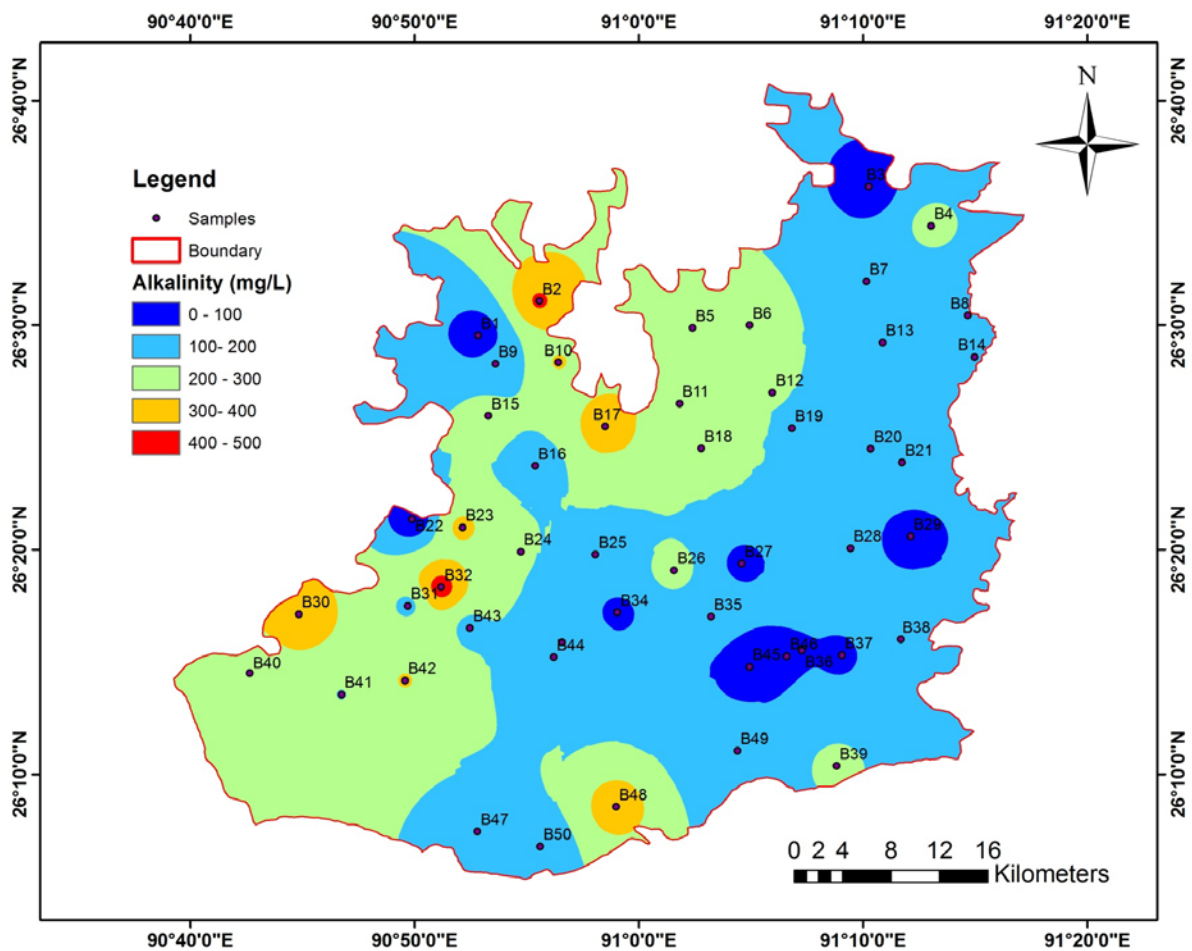 90°40'0"E 90°50'0"E 91°0'0"E 91°10'0"E 91°20'0"E
26°40'0"N 26°40'0"N
N
Legend
Samples
Boundary
Alkalinity (mg/L)
0 - 100
100- 200
200 - 300
300- 400
400 - 500
B3
B4
B7
B2
B8
B5 B6
26°30'0"N 26°30'0"N
B1
B13
B14
B9 B10
B12
B11
B15
B17
B19
B18
B20
B21
B16
B22 B23
B29
B24 B25
B28
26°20'0"N 26°20'0"N
B26 B27
B32
B31
B30
B34
B35
B43
B38
B44
B45 B46 B36 B37
B40
B42
B41
B49
B39
26°10'0"N 26°10'0"N
B48
B47
B50
0 2 4 8 12 16
Kilometers
90°40'0"E 90°50'0"E 91°0'0"E 91°10'0"E 91°20'0"E